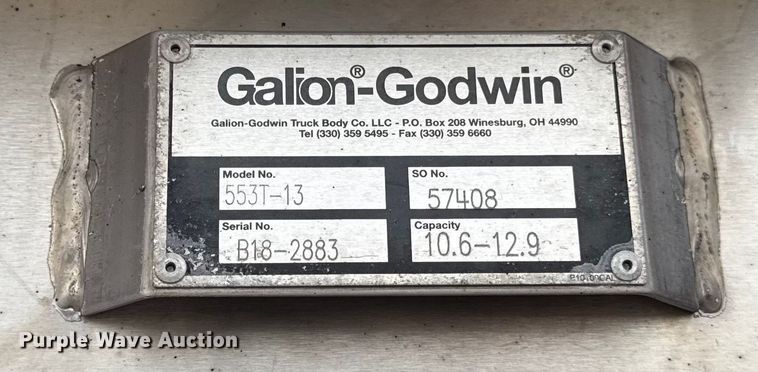 Galion®-Godwin®
Galion-Godwin Truck Body Co. LLC - P.O. Box 208 Winesburg, OH 44990
Tel (330) 359 5495 - Fax (330) 359 6660
Model No.
553T-13
SO No.
57408
Serial No.
B18-2883
Capacity
10.6-12.9
Purple Wave Auction